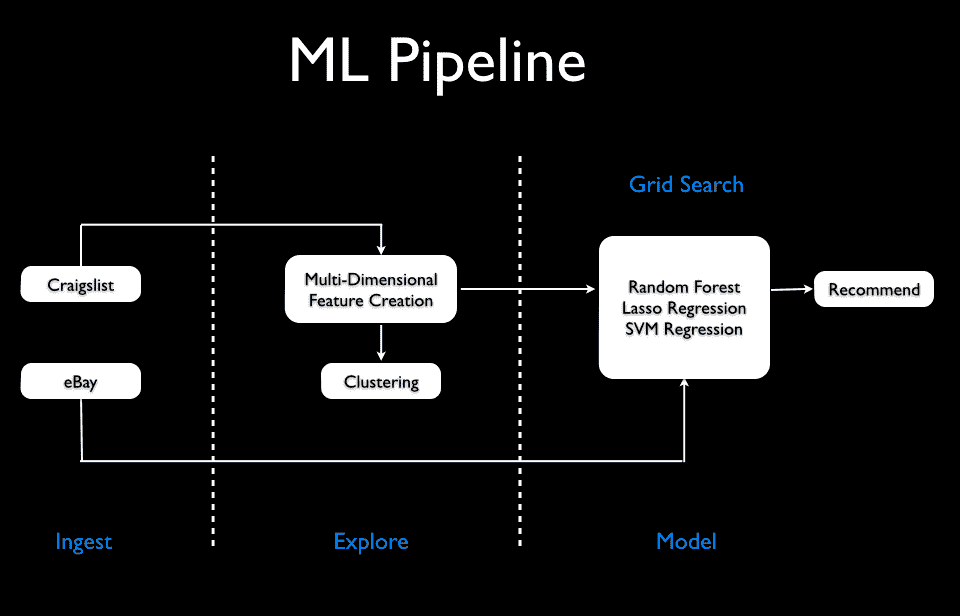 ML Pipeline
Grid Search
Craigslist
Multi-Dimensional
Feature Creation
Random Forest
Lasso Regression
SVM Regression
Recommend
eBay
Clustering
Ingest
Explore
Model